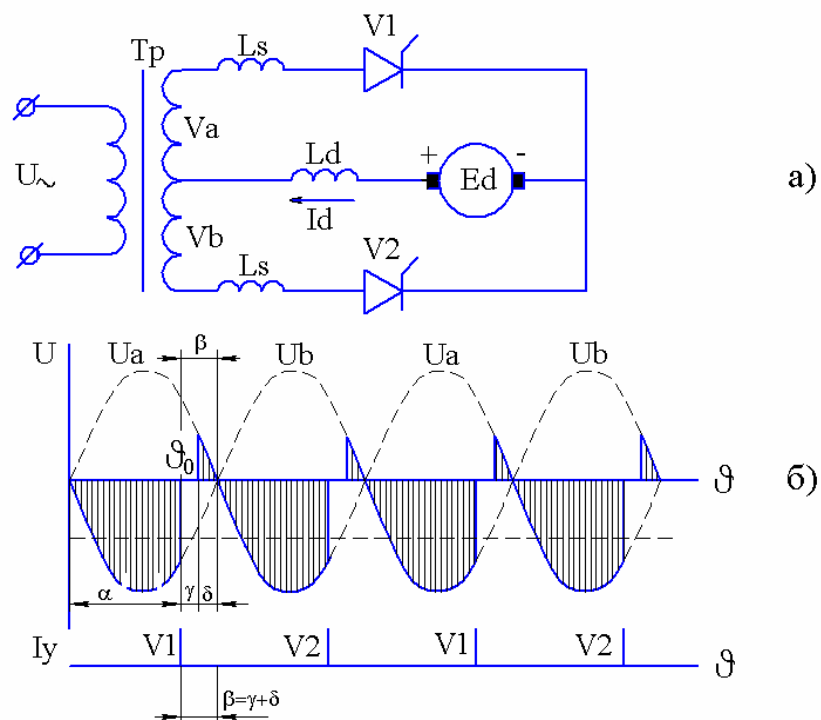 V1
Тр
Ls
Va
Ld
+
-
Ed
а)
U~
Id
Vb
V2
Ls
U
Ua
β
Ub
Ua
Ub
ϑ0
ϑ
б)
α
γ
δ
Iy
V1
V2
V1
V2
ϑ
β=γ+δ